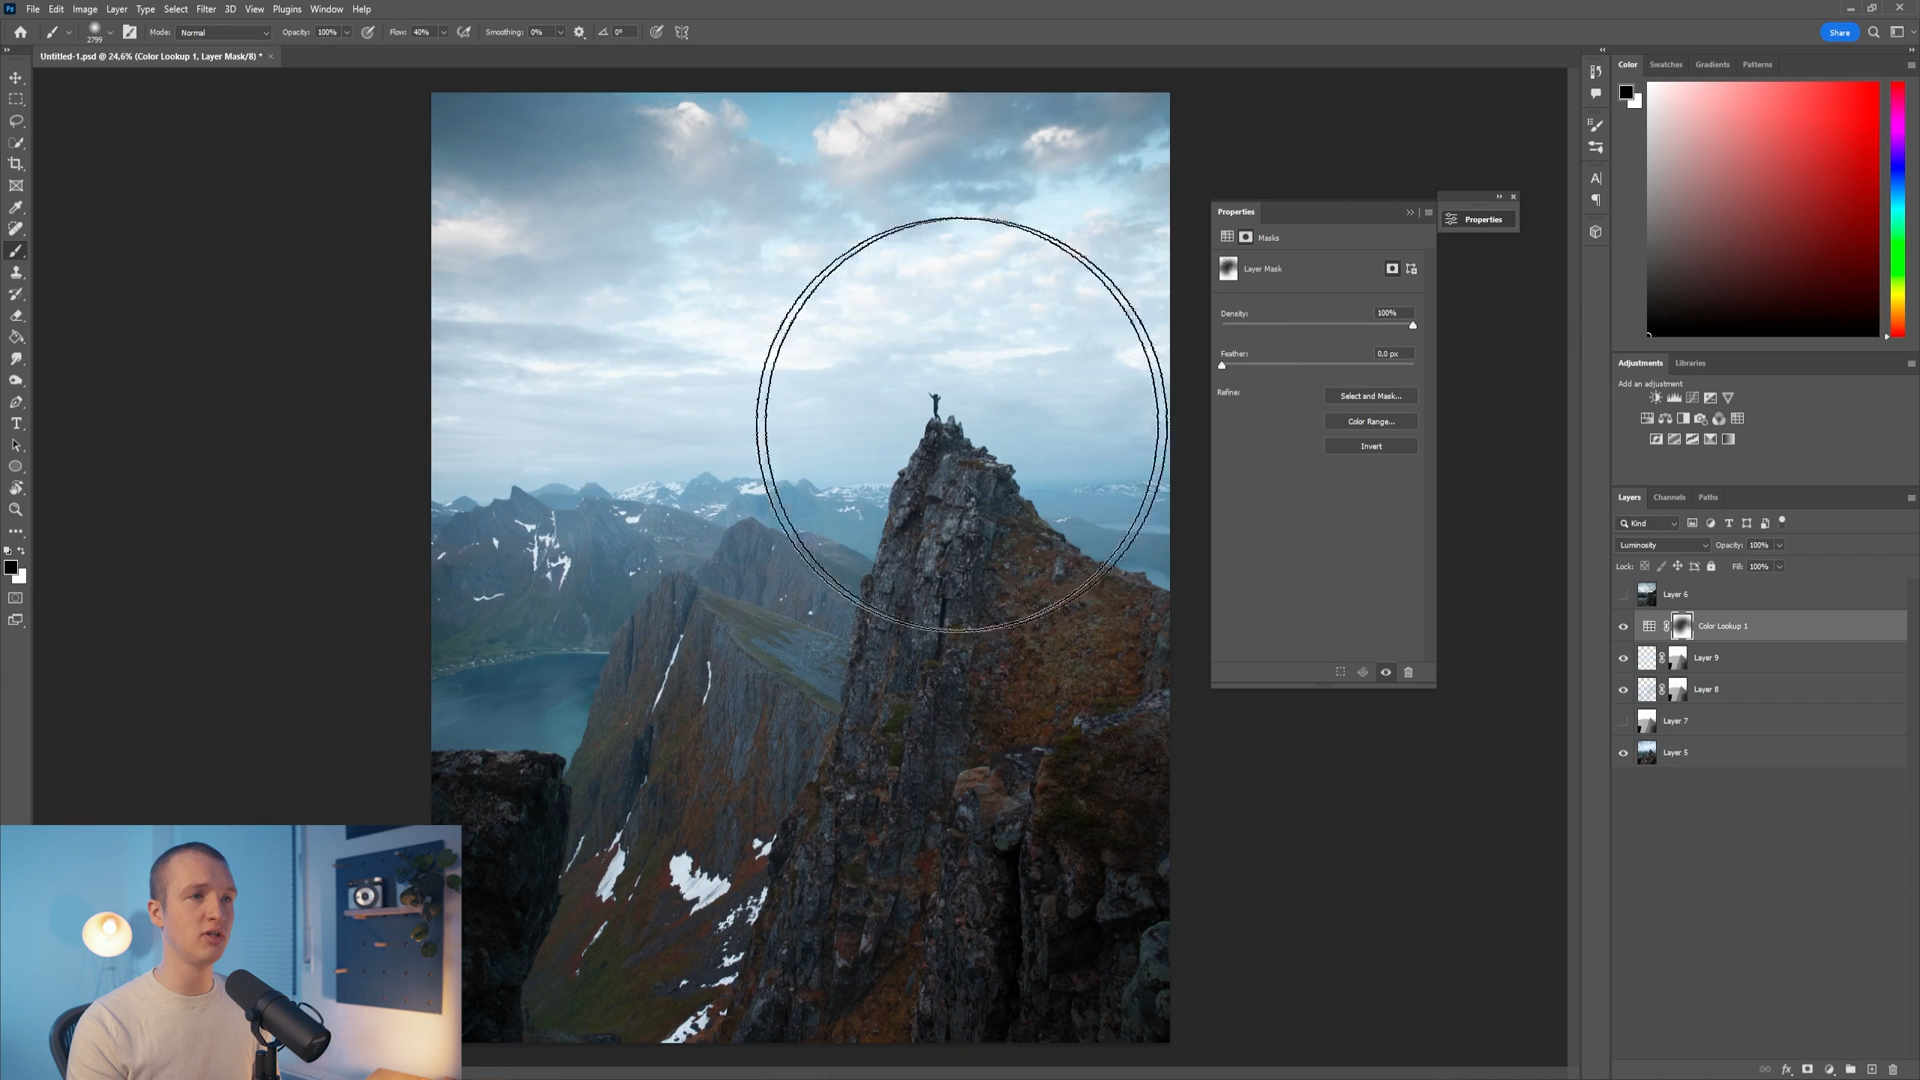 Ps File Edit Image Layer Type Select Filter 3D View Plugins Window Help
2799 Mode: Normal Opacity: 100% Flow: 40% Smoothing: 0% 0° Share
Untitled-1.psd @ 24,6% (Color Lookup 1, Layer Mask/8) *
Color Swatches Gradients Patterns
Properties
Masks
Layer Mask
Density: 100%
Feather: 0.0 px
Refine: Select and Mask...
Color Range...
Invert
Properties
Adjustments Libraries
Add an adjustment
Layers Channels Paths
Kind
Luminosity Opacity: 100%
Lock: Fill: 100%
Layer 6
Color Lookup 1
Layer 9
Layer 8
Layer 7
Layer 5